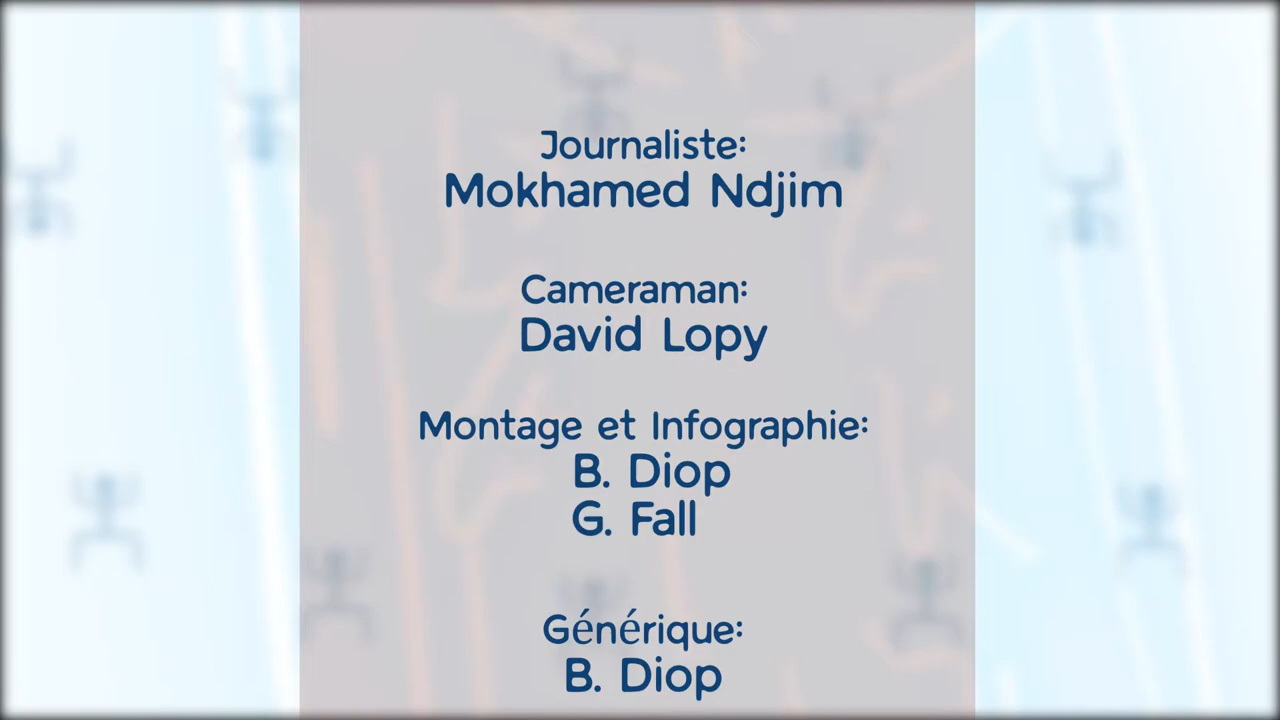 Journaliste:
Mokhamed Ndjim
Cameraman:
David Lopy
Montage et Infographie:
B. Diop
G. Fall
Générique:
B. Diop